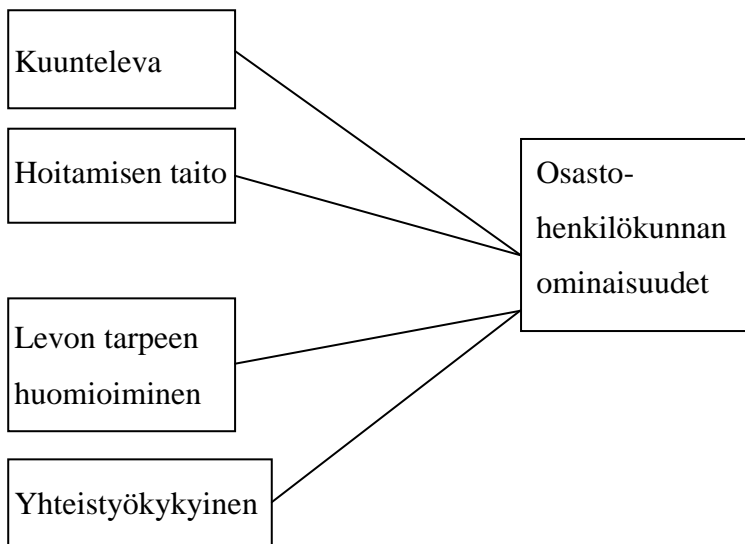 Kuunteleva
Hoitamisen taito
Levon tarpeen
huomioiminen
Yhteistyökykyinen
Osasto-
henkilökunnan
ominaisuudet